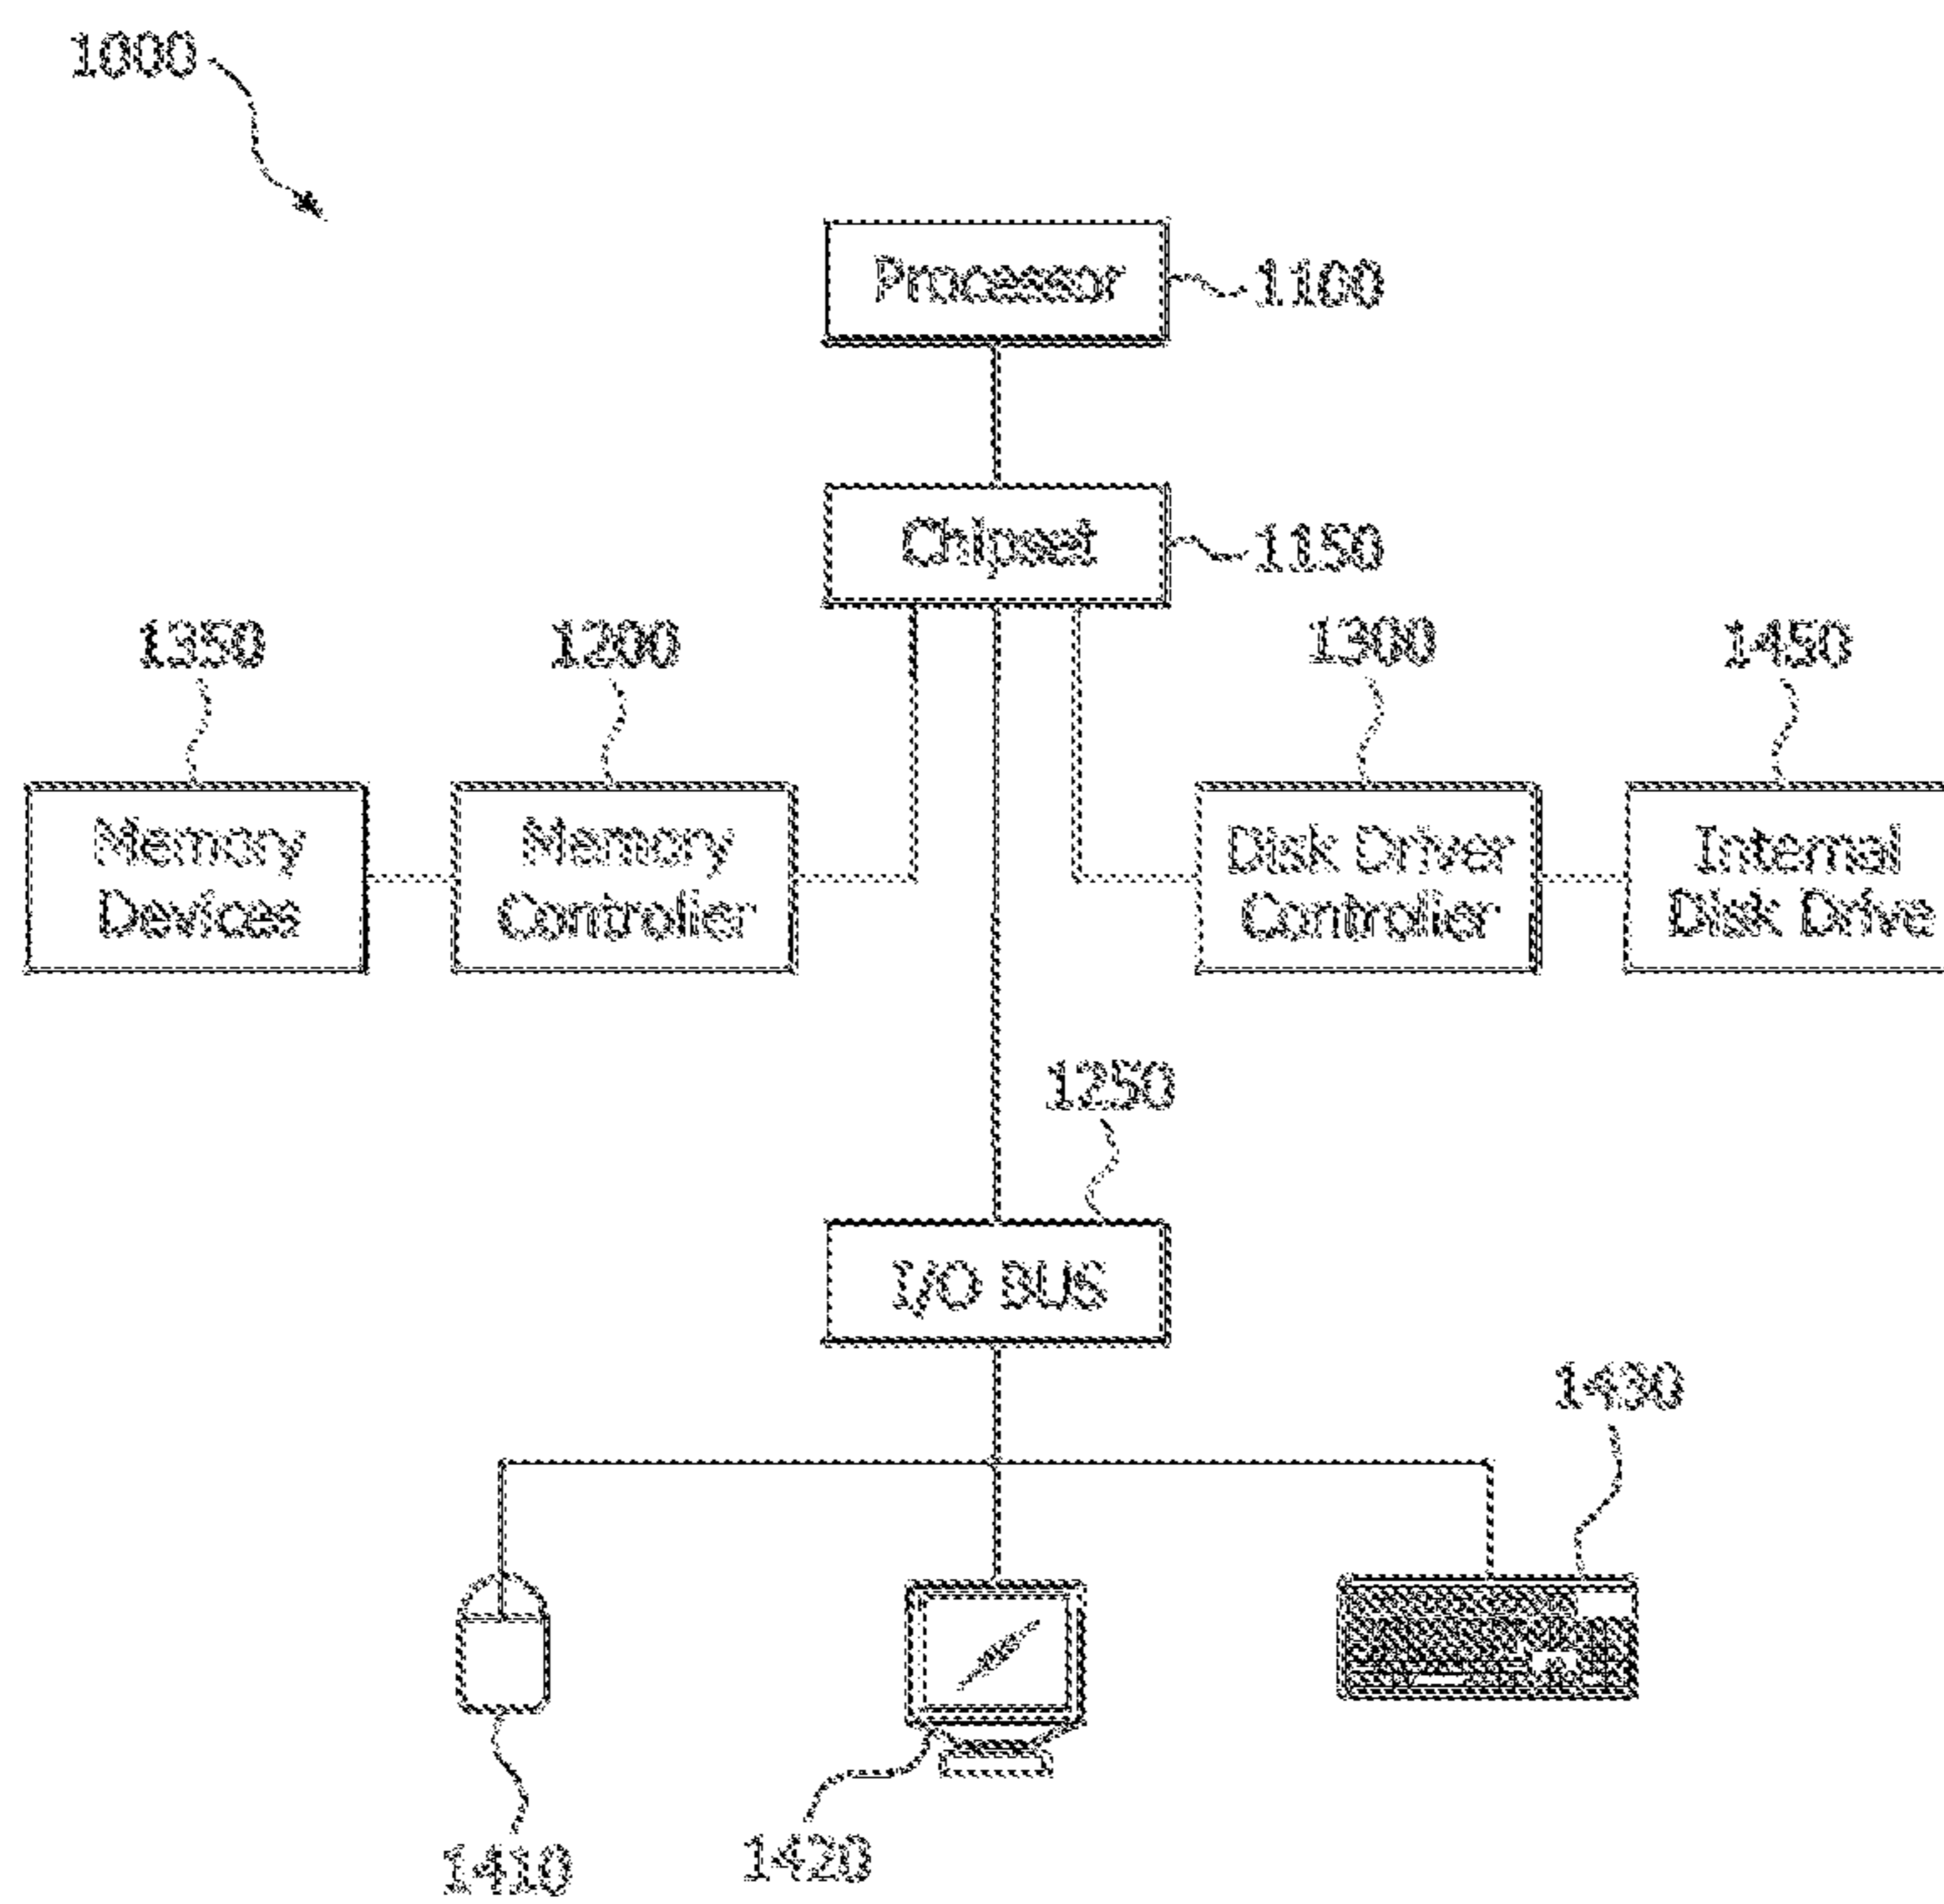 1000
Processor
1100
Chipset
1150
1350
1200
1300
1450
Memory
Devices
Memory
Controller
Disk Driver
Controller
Internal
Disk Drive
1250
I/O BUS
1430
1410
1420